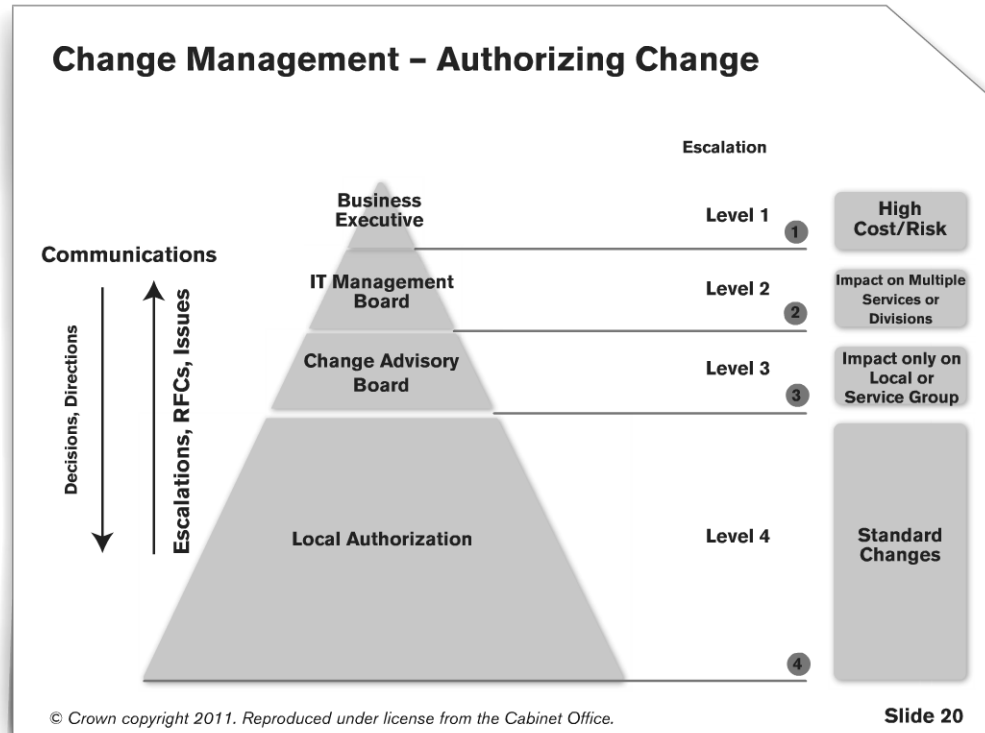 Change Management – Authorizing Change
Escalation
Business
Executive
Level 1
1
High
Cost/Risk
Communications
IT Management
Board
Level 2
2
Impact on Multiple
Services or
Divisions
Decisions, Directions
Escalations, RFCs, Issues
Change Advisory
Board
Level 3
3
Impact only on
Local or
Service Group
Local Authorization
Level 4
4
Standard
Changes
© Crown copyright 2011. Reproduced under license from the Cabinet Office.
Slide 20